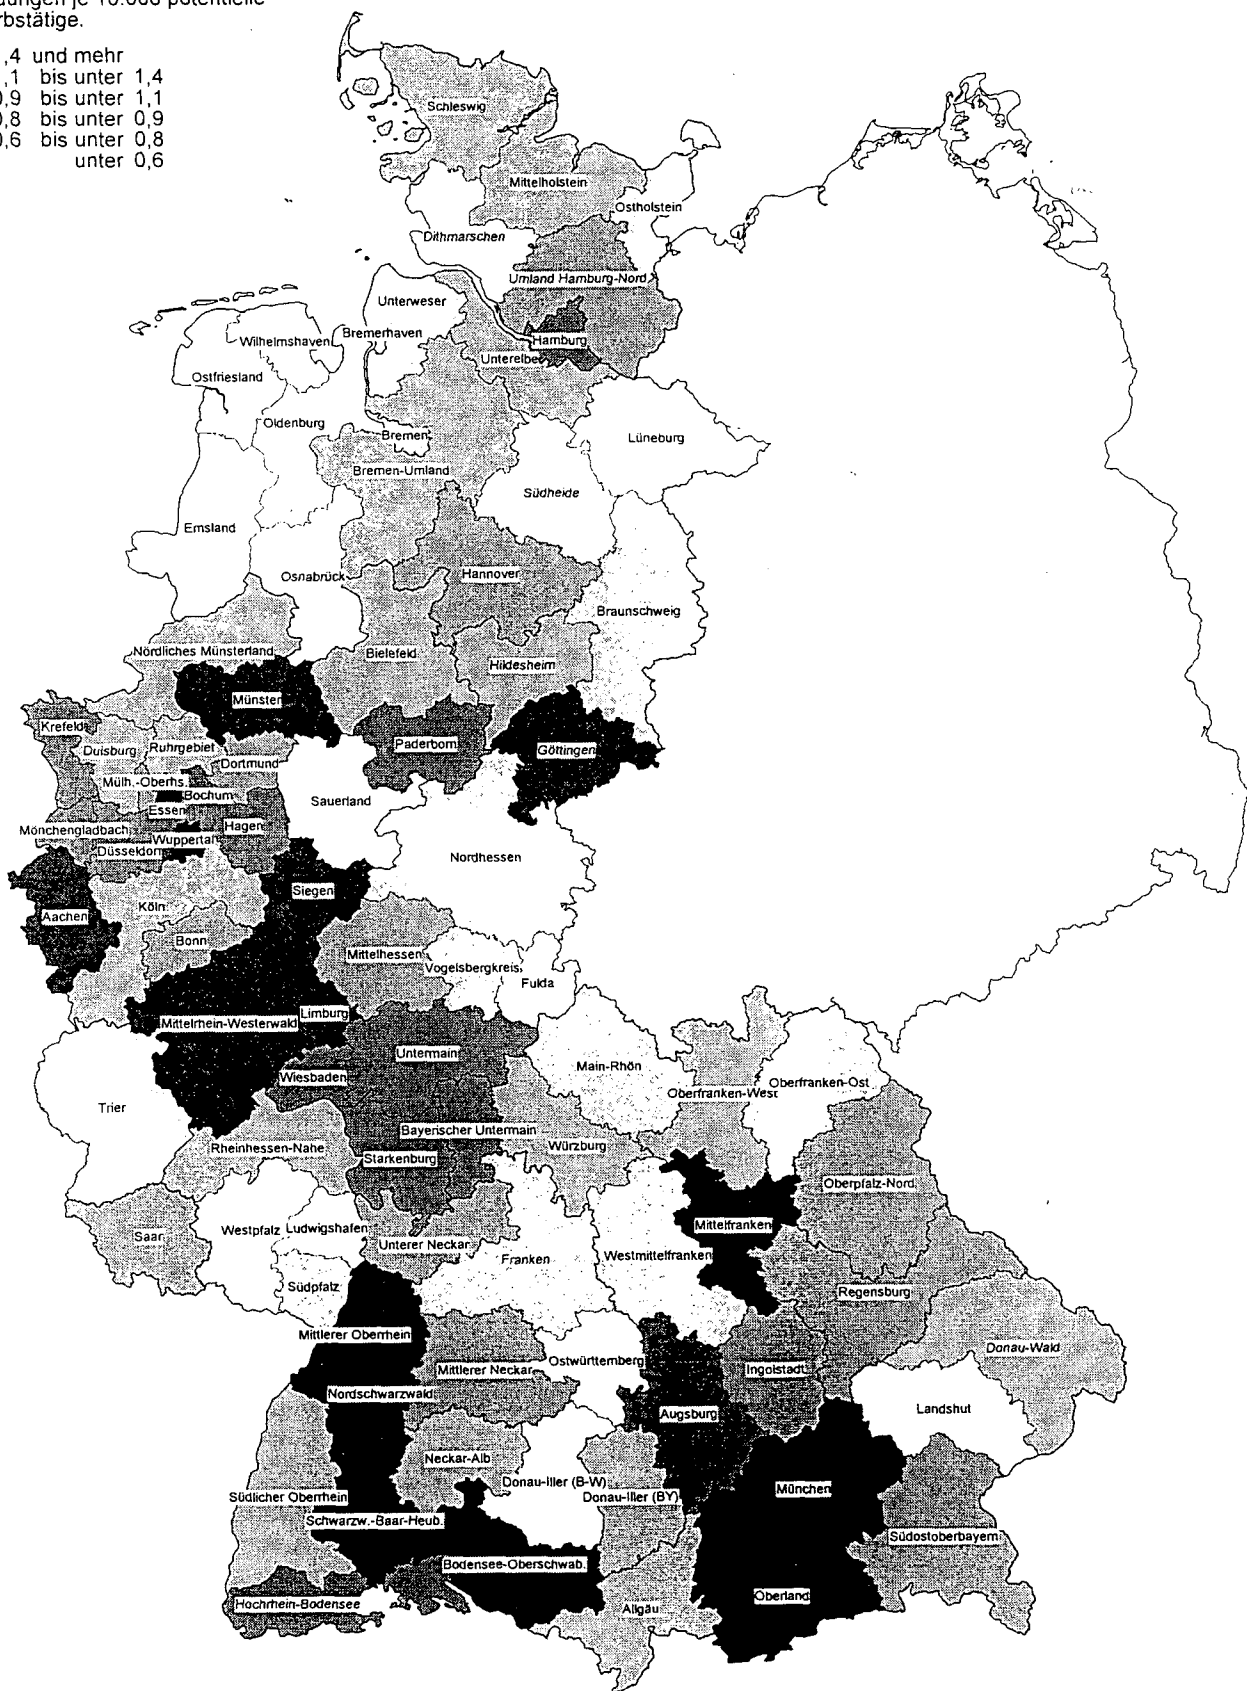 dungen je 10.000 potentielle
rbstätige.
,4 und mehr
,1 bis unter 1,4
0,9 bis unter 1,1
0,8 bis unter 0,9
0,6 bis unter 0,8
unter 0,6
Schleswig
Mittelholstein
Ostholstein
Dithmarschen
Umland Hamburg-Nord
Unterweser
Bremerhaven
Wilhelmshaven
Hamburg
Unterelbe
Ostfriesland
Oldenburg
Bremen
Lüneburg
Bremen-Umland
Südheide
Emsland
Osnabrück
Hannover
Braunschweig
Nördliches Münsterland
Bielefeld
Hildesheim
Münster
Krefeld
Duisburg
Ruhrgebiet
Dortmund
Paderborn
Göttingen
Mülh.-Oberhs.
Bochum
Sauerland
Essen
Mönchengladbach
Wuppertal
Hagen
Düsseldorf
Nordhessen
Siegen
Köln
Aachen
Bonn
Mittelhessen
Vogelsbergkreis
Fulda
Limburg
Mittelrhein-Westerwald
Untermain
Main-Rhön
Wiesbaden
Oberfranken-West
Oberfranken-Ost
Trier
Bayerischer Untermain
Rheinhessen-Nahe
Würzburg
Starkenburg
Oberpfalz-Nord
Westpfalz
Ludwigshafen
Mittelfranken
Saar
Unterer Neckar
Franken
Westmittelfranken
Südpfalz
Regensburg
Mittlerer Oberrhein
Donau-Wald
Ostwürttemberg
Mittlerer Neckar
Ingolstadt
Nordschwarzwald
Augsburg
Landshut
Neckar-Alb
Donau-Iller (B-W)
Donau-Iller (BY)
München
Südlicher Oberrhein
Schwarzw.-Baar-Heub.
Südostoberbayern
Bodensee-Oberschwab.
Hochrhein-Bodensee
Allgäu
Oberland